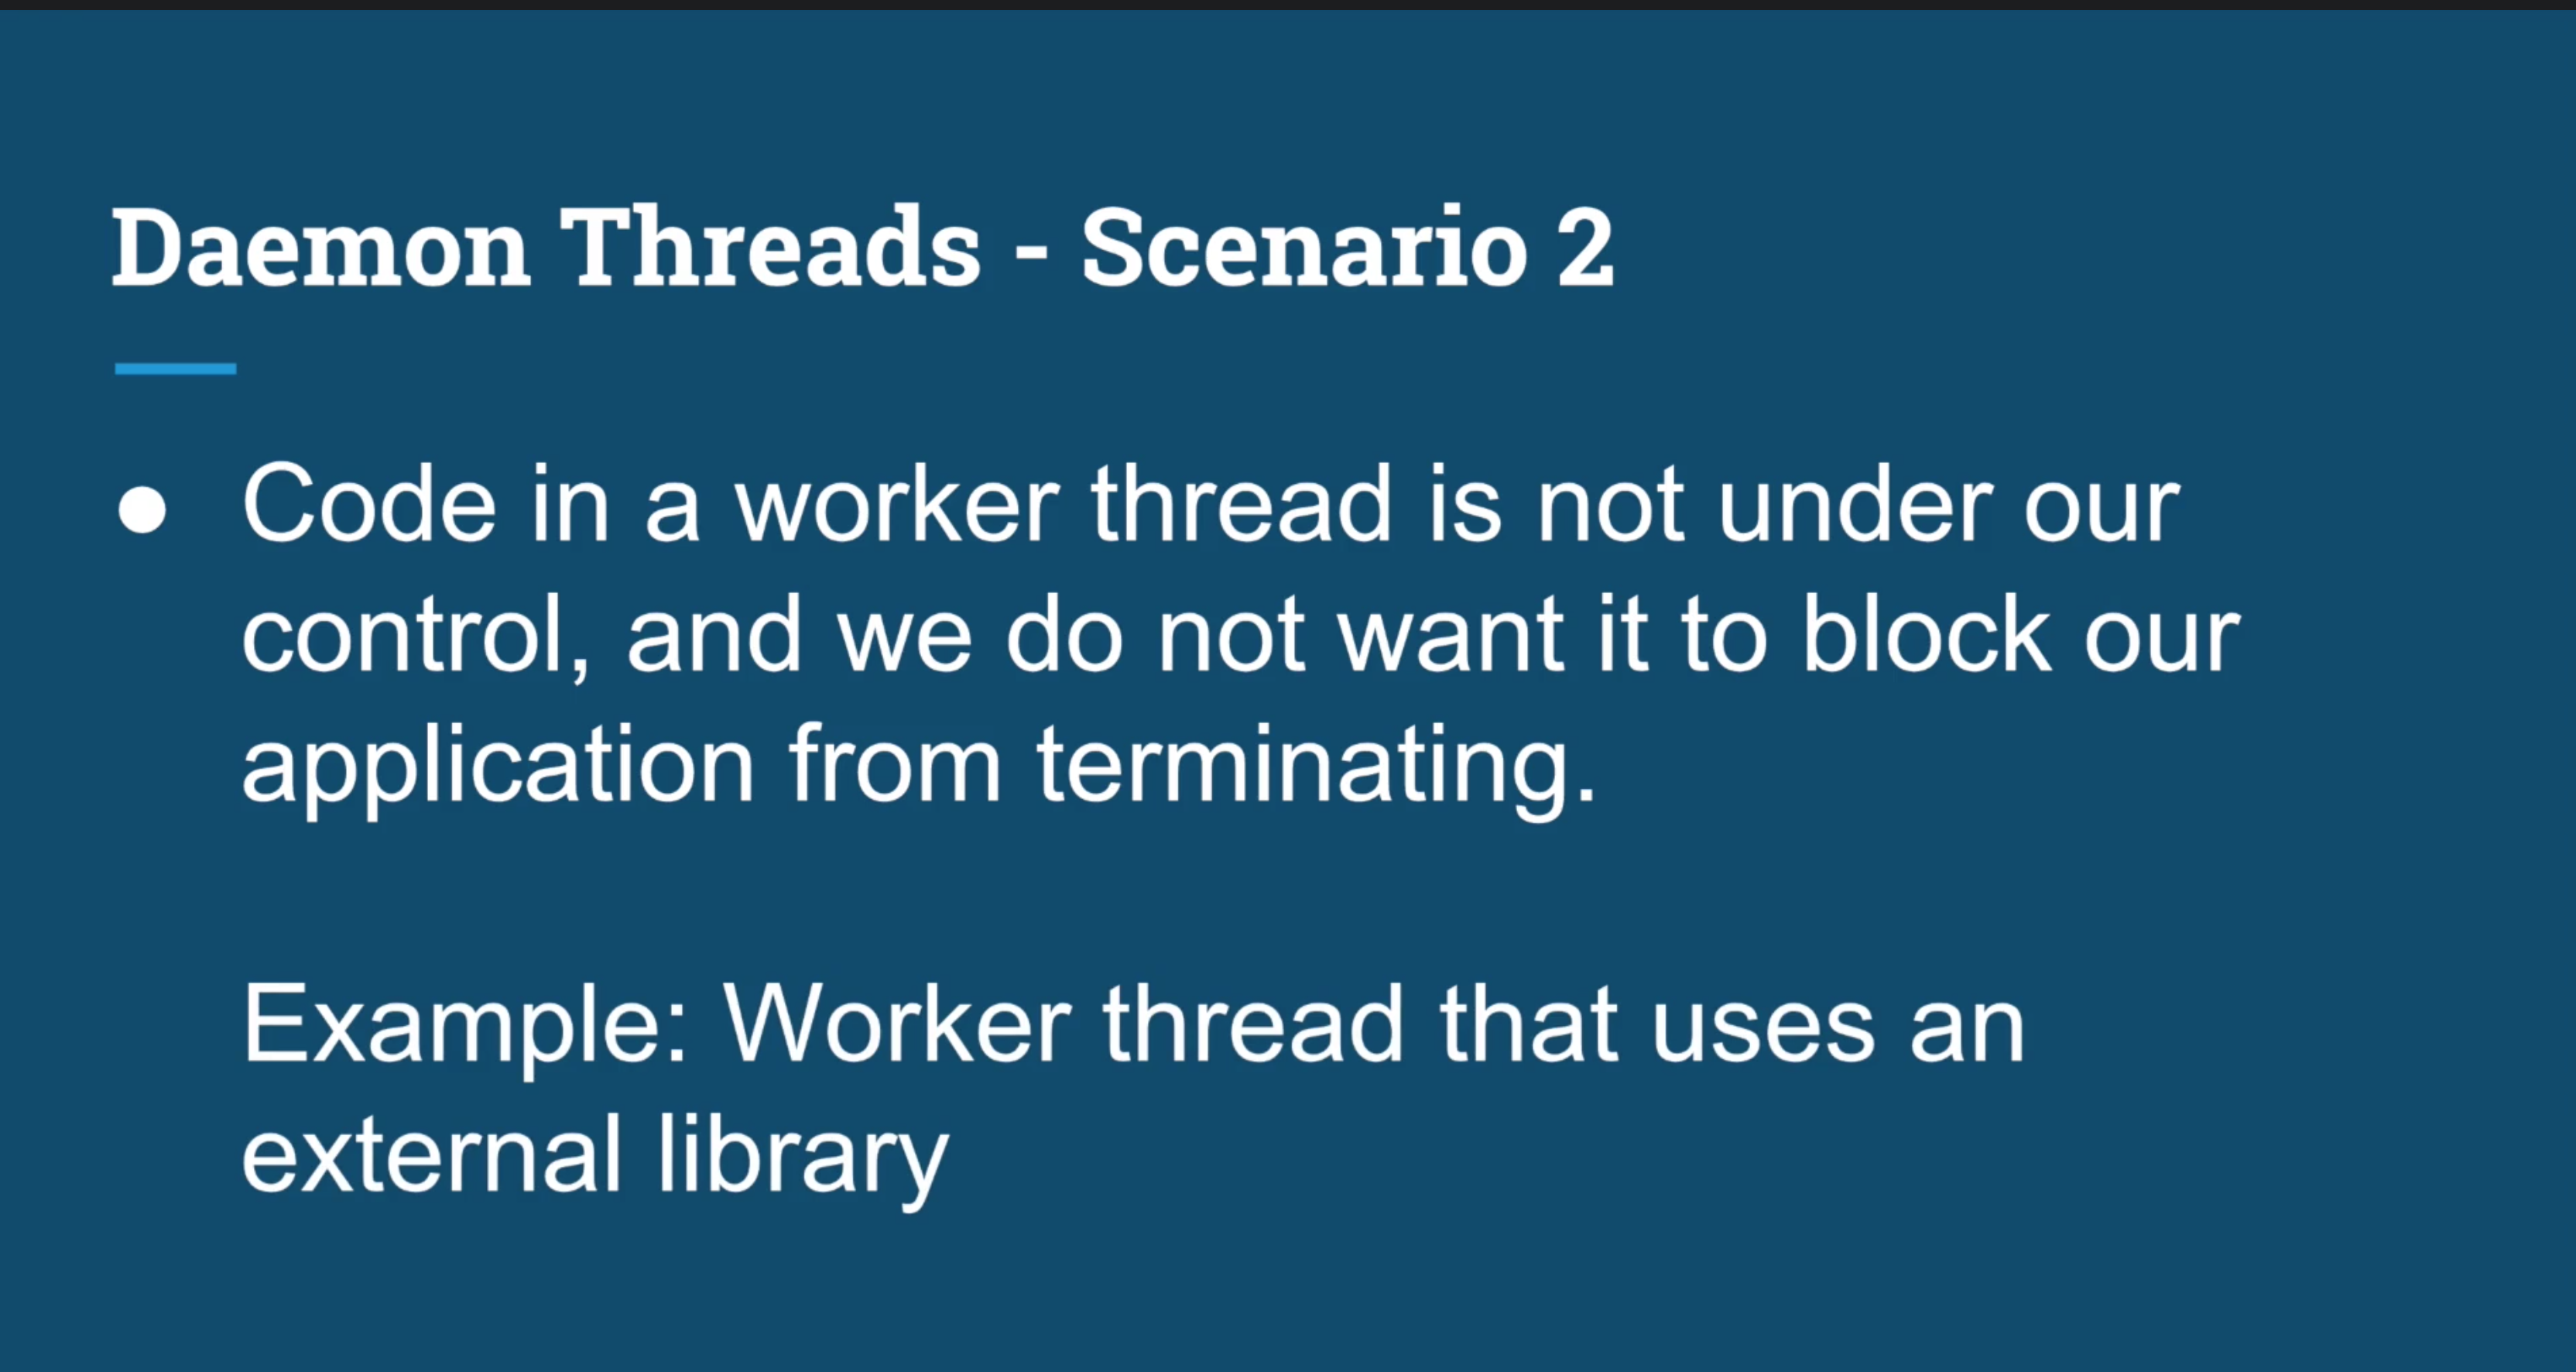 Daemon Threads - Scenario 2
● Code in a worker thread is not under our
control, and we do not want it to block our
application from terminating.
Example: Worker thread that uses an
external library